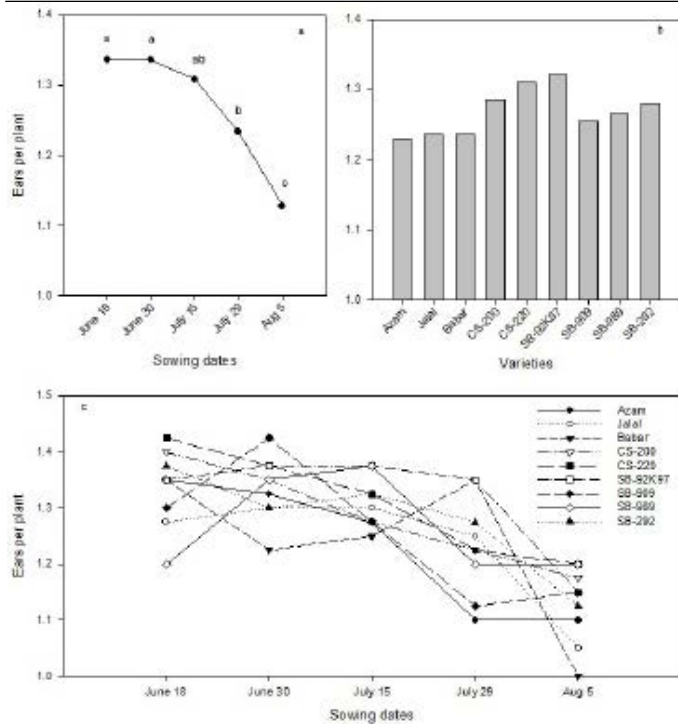 1.4
1.3
1.2
1.1
1.0
Ears per plant
a
a
ab
b
a
June 18
June 30
July 15
July 29
Aug 5
Sowing dates
1.4
1.3
1.2
1.1
1.0
b
Azam
Jalal
Babar
CS-200
CS-220
SB-92K97
SB-909
SB-989
SB-292
Varieties
1.5
1.4
1.3
1.2
1.1
1.0
Ears per plant
c
Azam
Jalal
Babar
CS-200
CS-220
SB-92K97
SB-909
SB-989
SB-292
June 18
June 30
July 15
July 29
Aug 5
Sowing dates